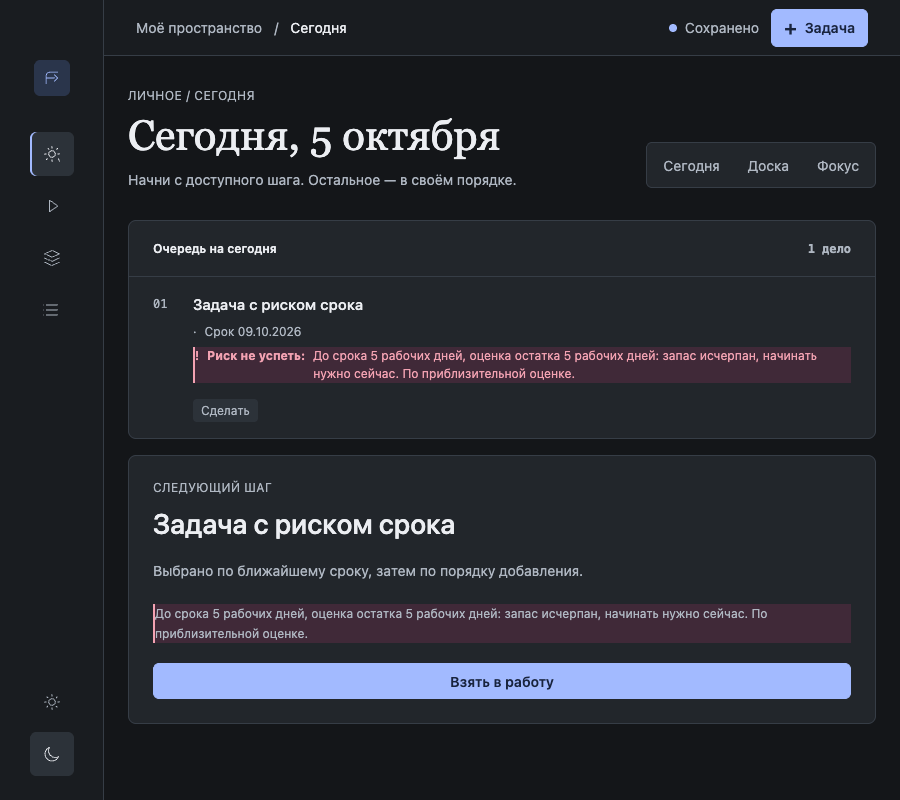 Моё пространство / Сегодня
Сохранено
+ Задача
ЛИЧНОЕ / СЕГОДНЯ
Сегодня, 5 октября
Начни с доступного шага. Остальное — в своём порядке.
Сегодня Доска Фокус
Очередь на сегодня
1 дело
01 Задача с риском срока
· Срок 09.10.2026
! Риск не успеть: До срока 5 рабочих дней, оценка остатка 5 рабочих дней: запас исчерпан, начинать
нужно сейчас. По приблизительной оценке.
Сделать
СЛЕДУЮЩИЙ ШАГ
Задача с риском срока
Выбрано по ближайшему сроку, затем по порядку добавления.
До срока 5 рабочих дней, оценка остатка 5 рабочих дней: запас исчерпан, начинать нужно сейчас. По
приблизительной оценке.
Взять в работу